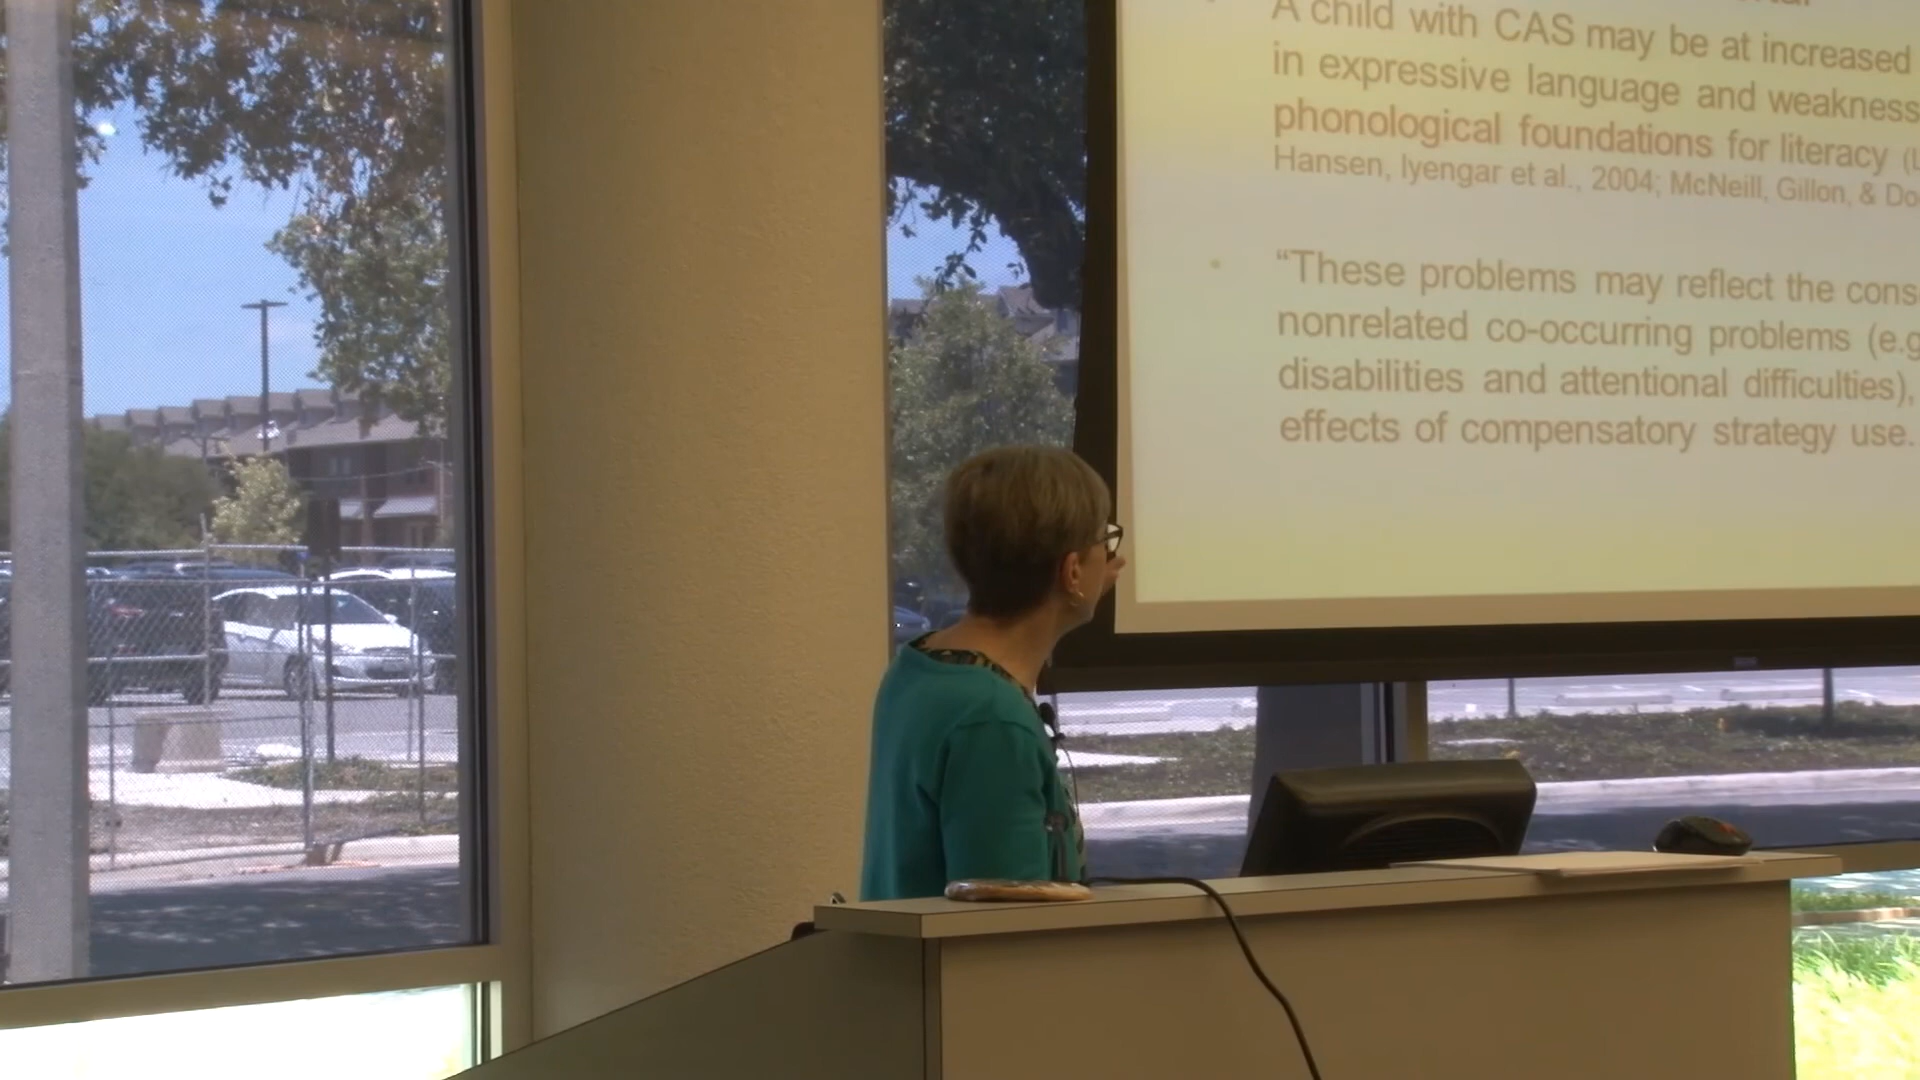 A child with CAS may be at increased
in expressive language and weakness
phonological foundations for literacy (L
Hansen, Iyengar et al., 2004; McNeill, Gillon, & Do
“These problems may reflect the cons
nonrelated co-occurring problems (e.g
disabilities and attentional difficulties),
effects of compensatory strategy use.